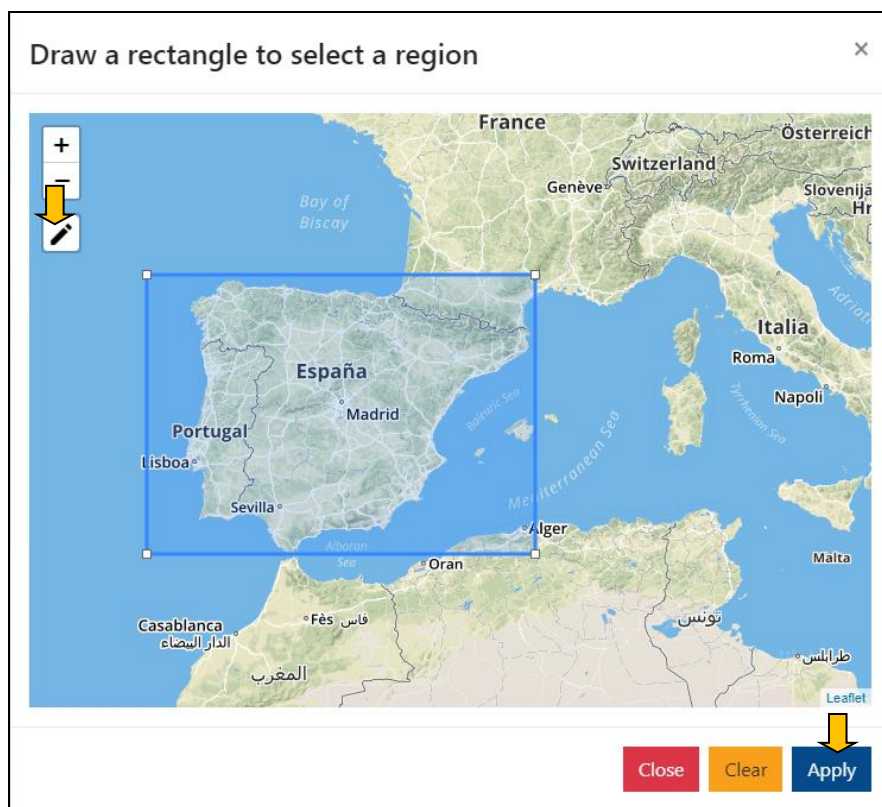 Draw a rectangle to select a region
×
+
−
France
Österreich
Switzerland
Genève
Slovenija
Hr
Bay of
Biscay
Adriati
Italia
Roma
España
Napoli
Madrid
Balearic Sea
Tyrrhenian Sea
Portugal
Lisboa
Mediterranean Sea
Sevilla
Alger
Alboran
Sea
Oran
Malta
Casablanca
الدار البيضاء
Fès فاس
تونس
طرابلس
المغرب
Leaflet
Close Clear Apply